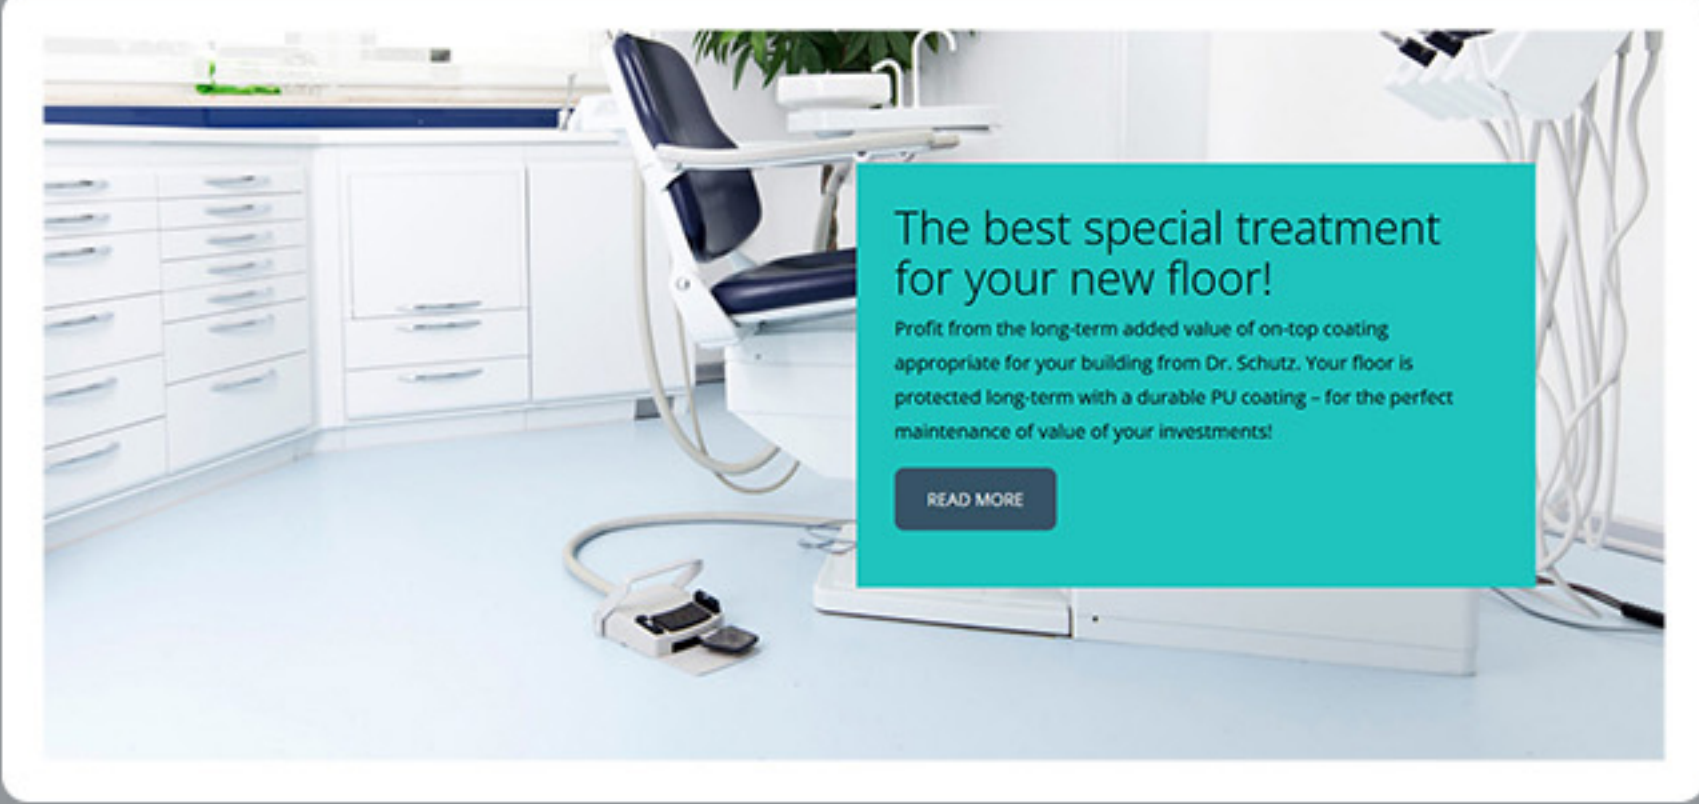 The best special treatment
for your new floor!
Profit from the long-term added value of on-top coating
appropriate for your building from Dr. Schutz. Your floor is
protected long-term with a durable PU coating – for the perfect
maintenance of value of your investments!
READ MORE